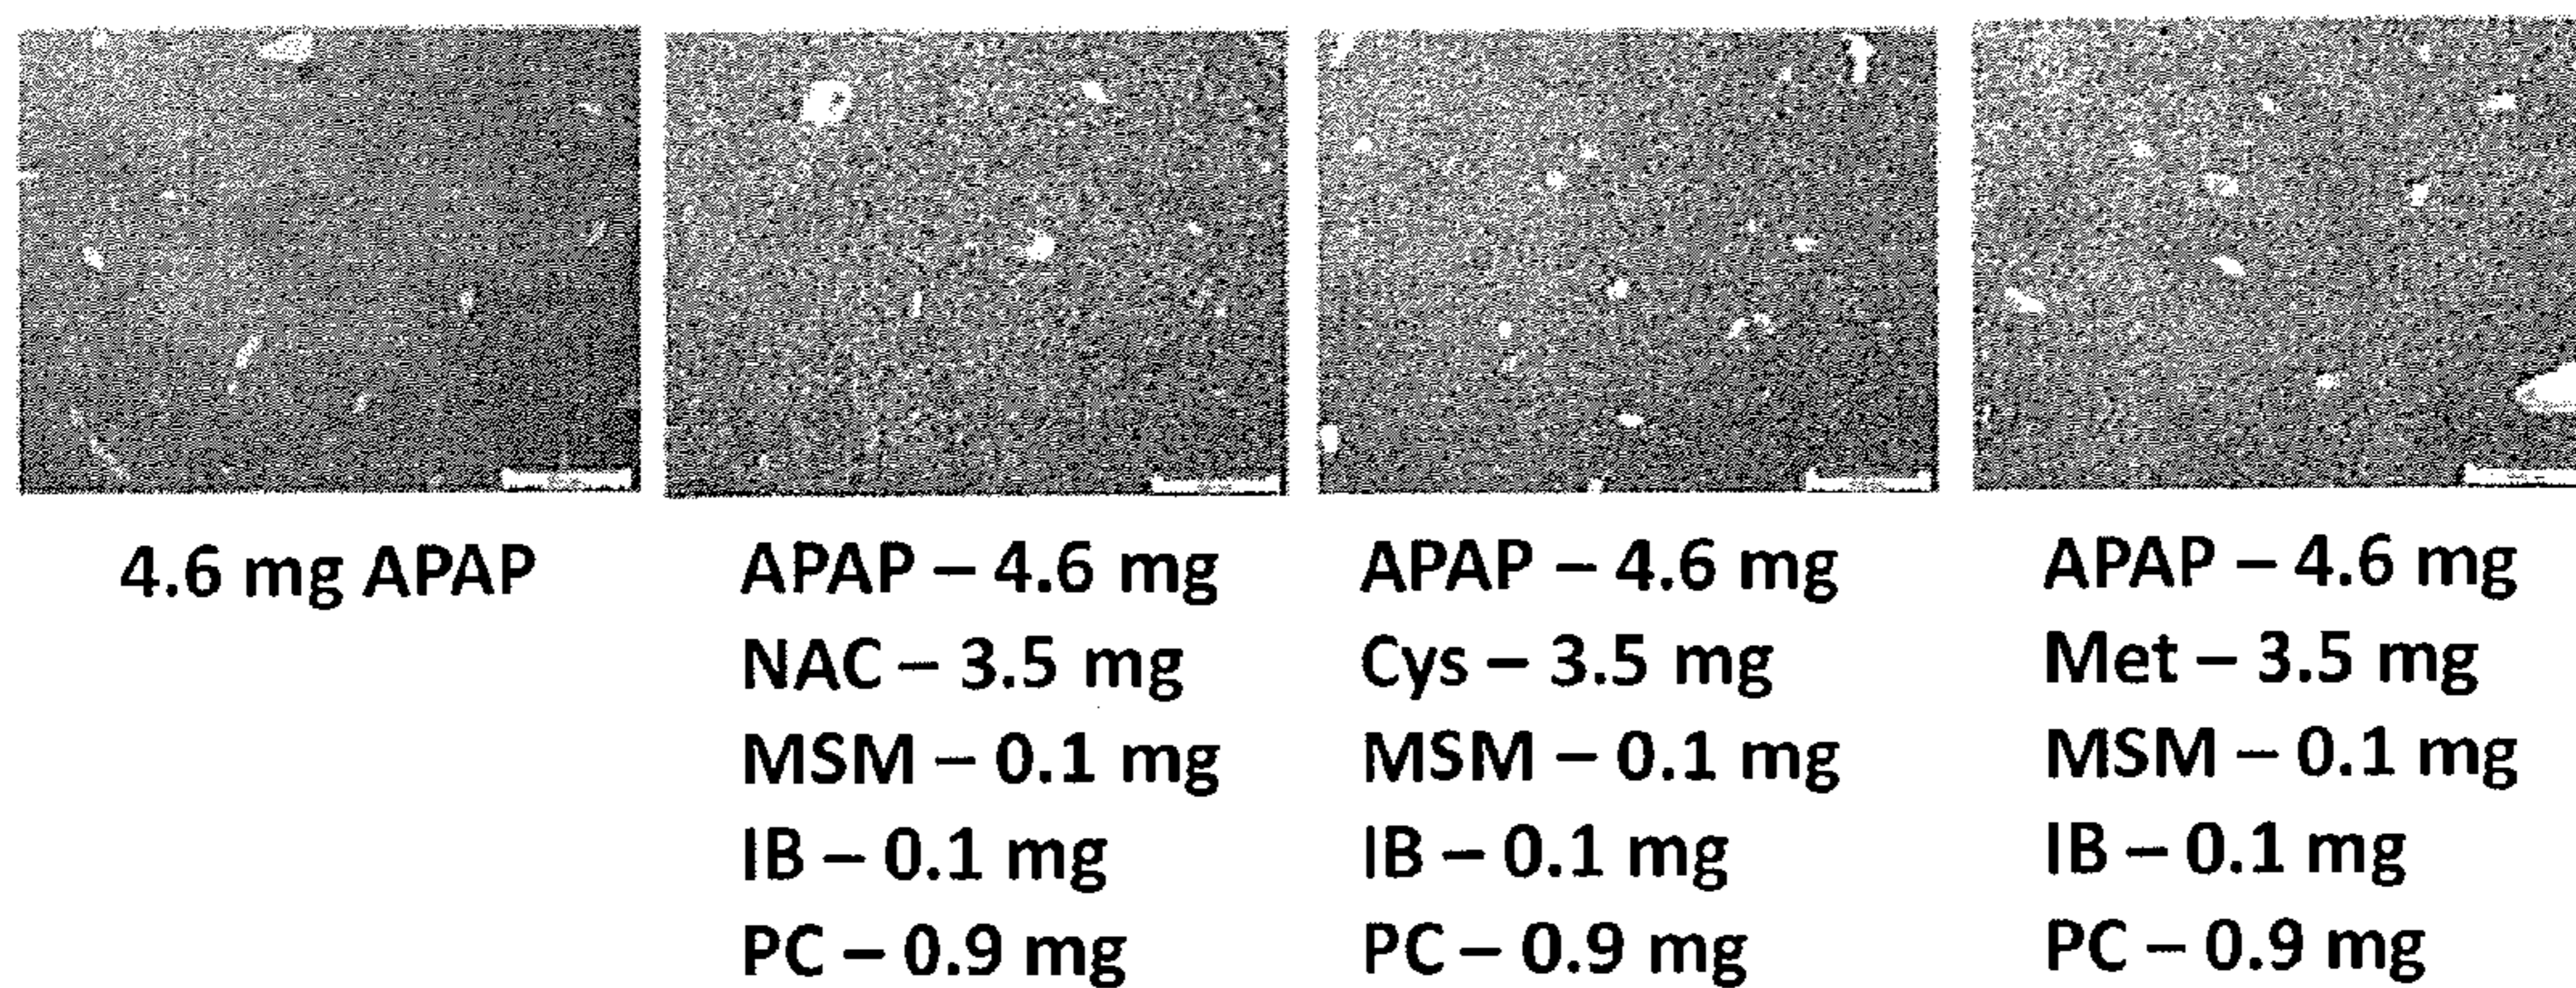 4.6 mg APAP
APAP – 4.6 mg
NAC – 3.5 mg
MSM – 0.1 mg
IB – 0.1 mg
PC – 0.9 mg
APAP – 4.6 mg
Cys – 3.5 mg
MSM – 0.1 mg
IB – 0.1 mg
PC – 0.9 mg
APAP – 4.6 mg
Met – 3.5 mg
MSM – 0.1 mg
IB – 0.1 mg
PC – 0.9 mg